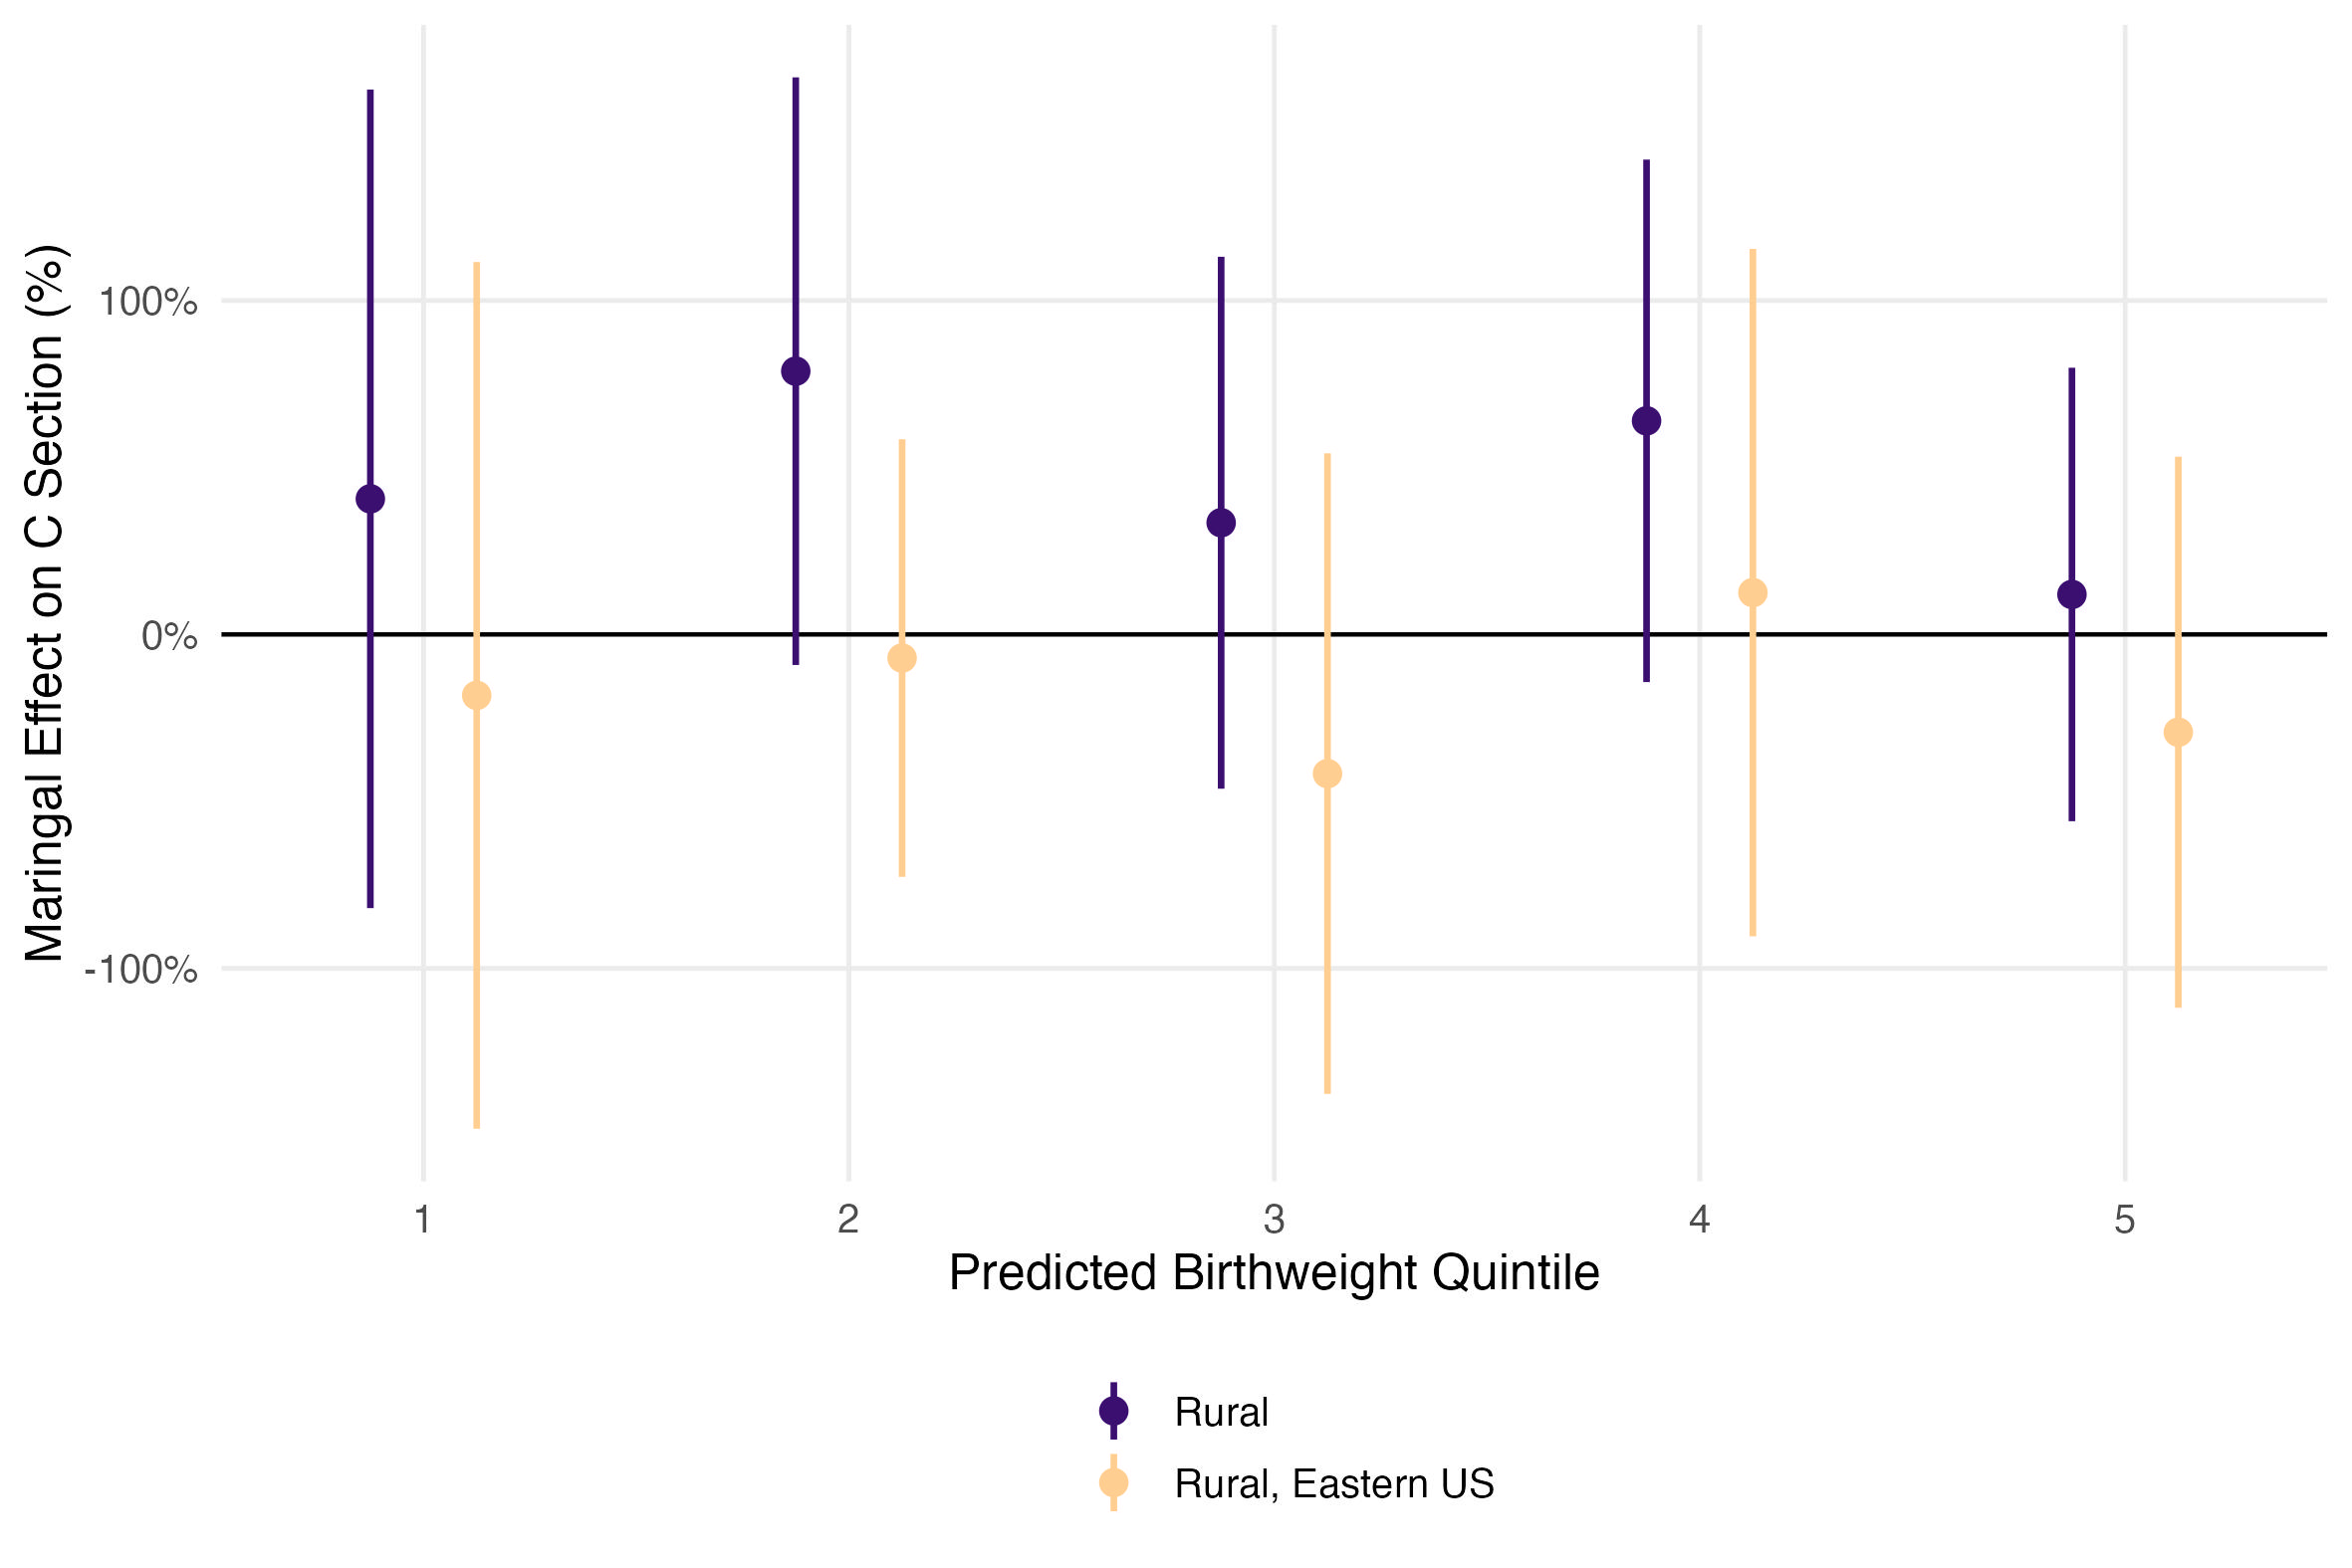 Maringal Effect on C Section (%)
100%
0%
-100%
1 2 3 4 5
Predicted Birthweight Quintile
Rural
Rural, Eastern US